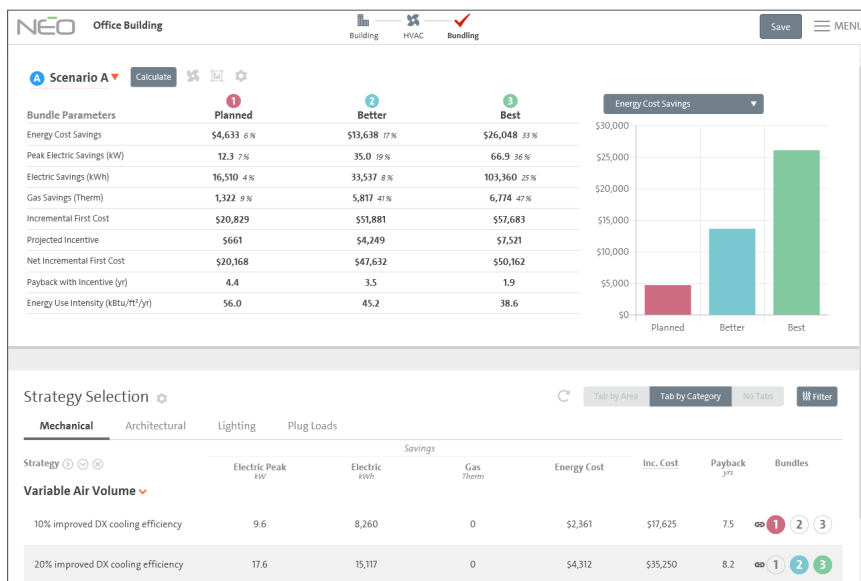 NEO Office Building
Building HVAC Bundling
Save MENU
A Scenario A Calculate
1 2 3
Bundle Parameters Planned Better Best
Energy Cost Savings $4,633 6% $13,638 17% $26,048 33%
Peak Electric Savings (kW) 12.3 7% 35.0 19% 66.9 36%
Electric Savings (kWh) 16,510 4% 33,537 8% 103,360 25%
Gas Savings (Therm) 1,322 9% 5,817 41% 6,774 47%
Incremental First Cost $20,829 $51,881 $57,683
Projected Incentive $661 $4,249 $7,521
Net Incremental First Cost $20,168 $47,632 $50,162
Payback with Incentive (yr) 4.4 3.5 1.9
Energy Use Intensity (kBtu/ft²/yr) 56.0 45.2 38.6
Energy Cost Savings
$30,000
$25,000
$20,000
$15,000
$10,000
$5,000
$0
Planned Better Best
Strategy Selection Tab by Area Tab by Category No Tabs Filter
Mechanical Architectural Lighting Plug Loads
Savings
Strategy Electric Peak Electric Gas Energy Cost Inc. Cost Payback Bundles
kW kWh Therm yrs
Variable Air Volume
10% improved DX cooling efficiency 9.6 8,260 0 $2,361 $17,625 7.5 1 2 3
20% improved DX cooling efficiency 17.6 15,117 0 $4,312 $35,250 8.2 1 2 3